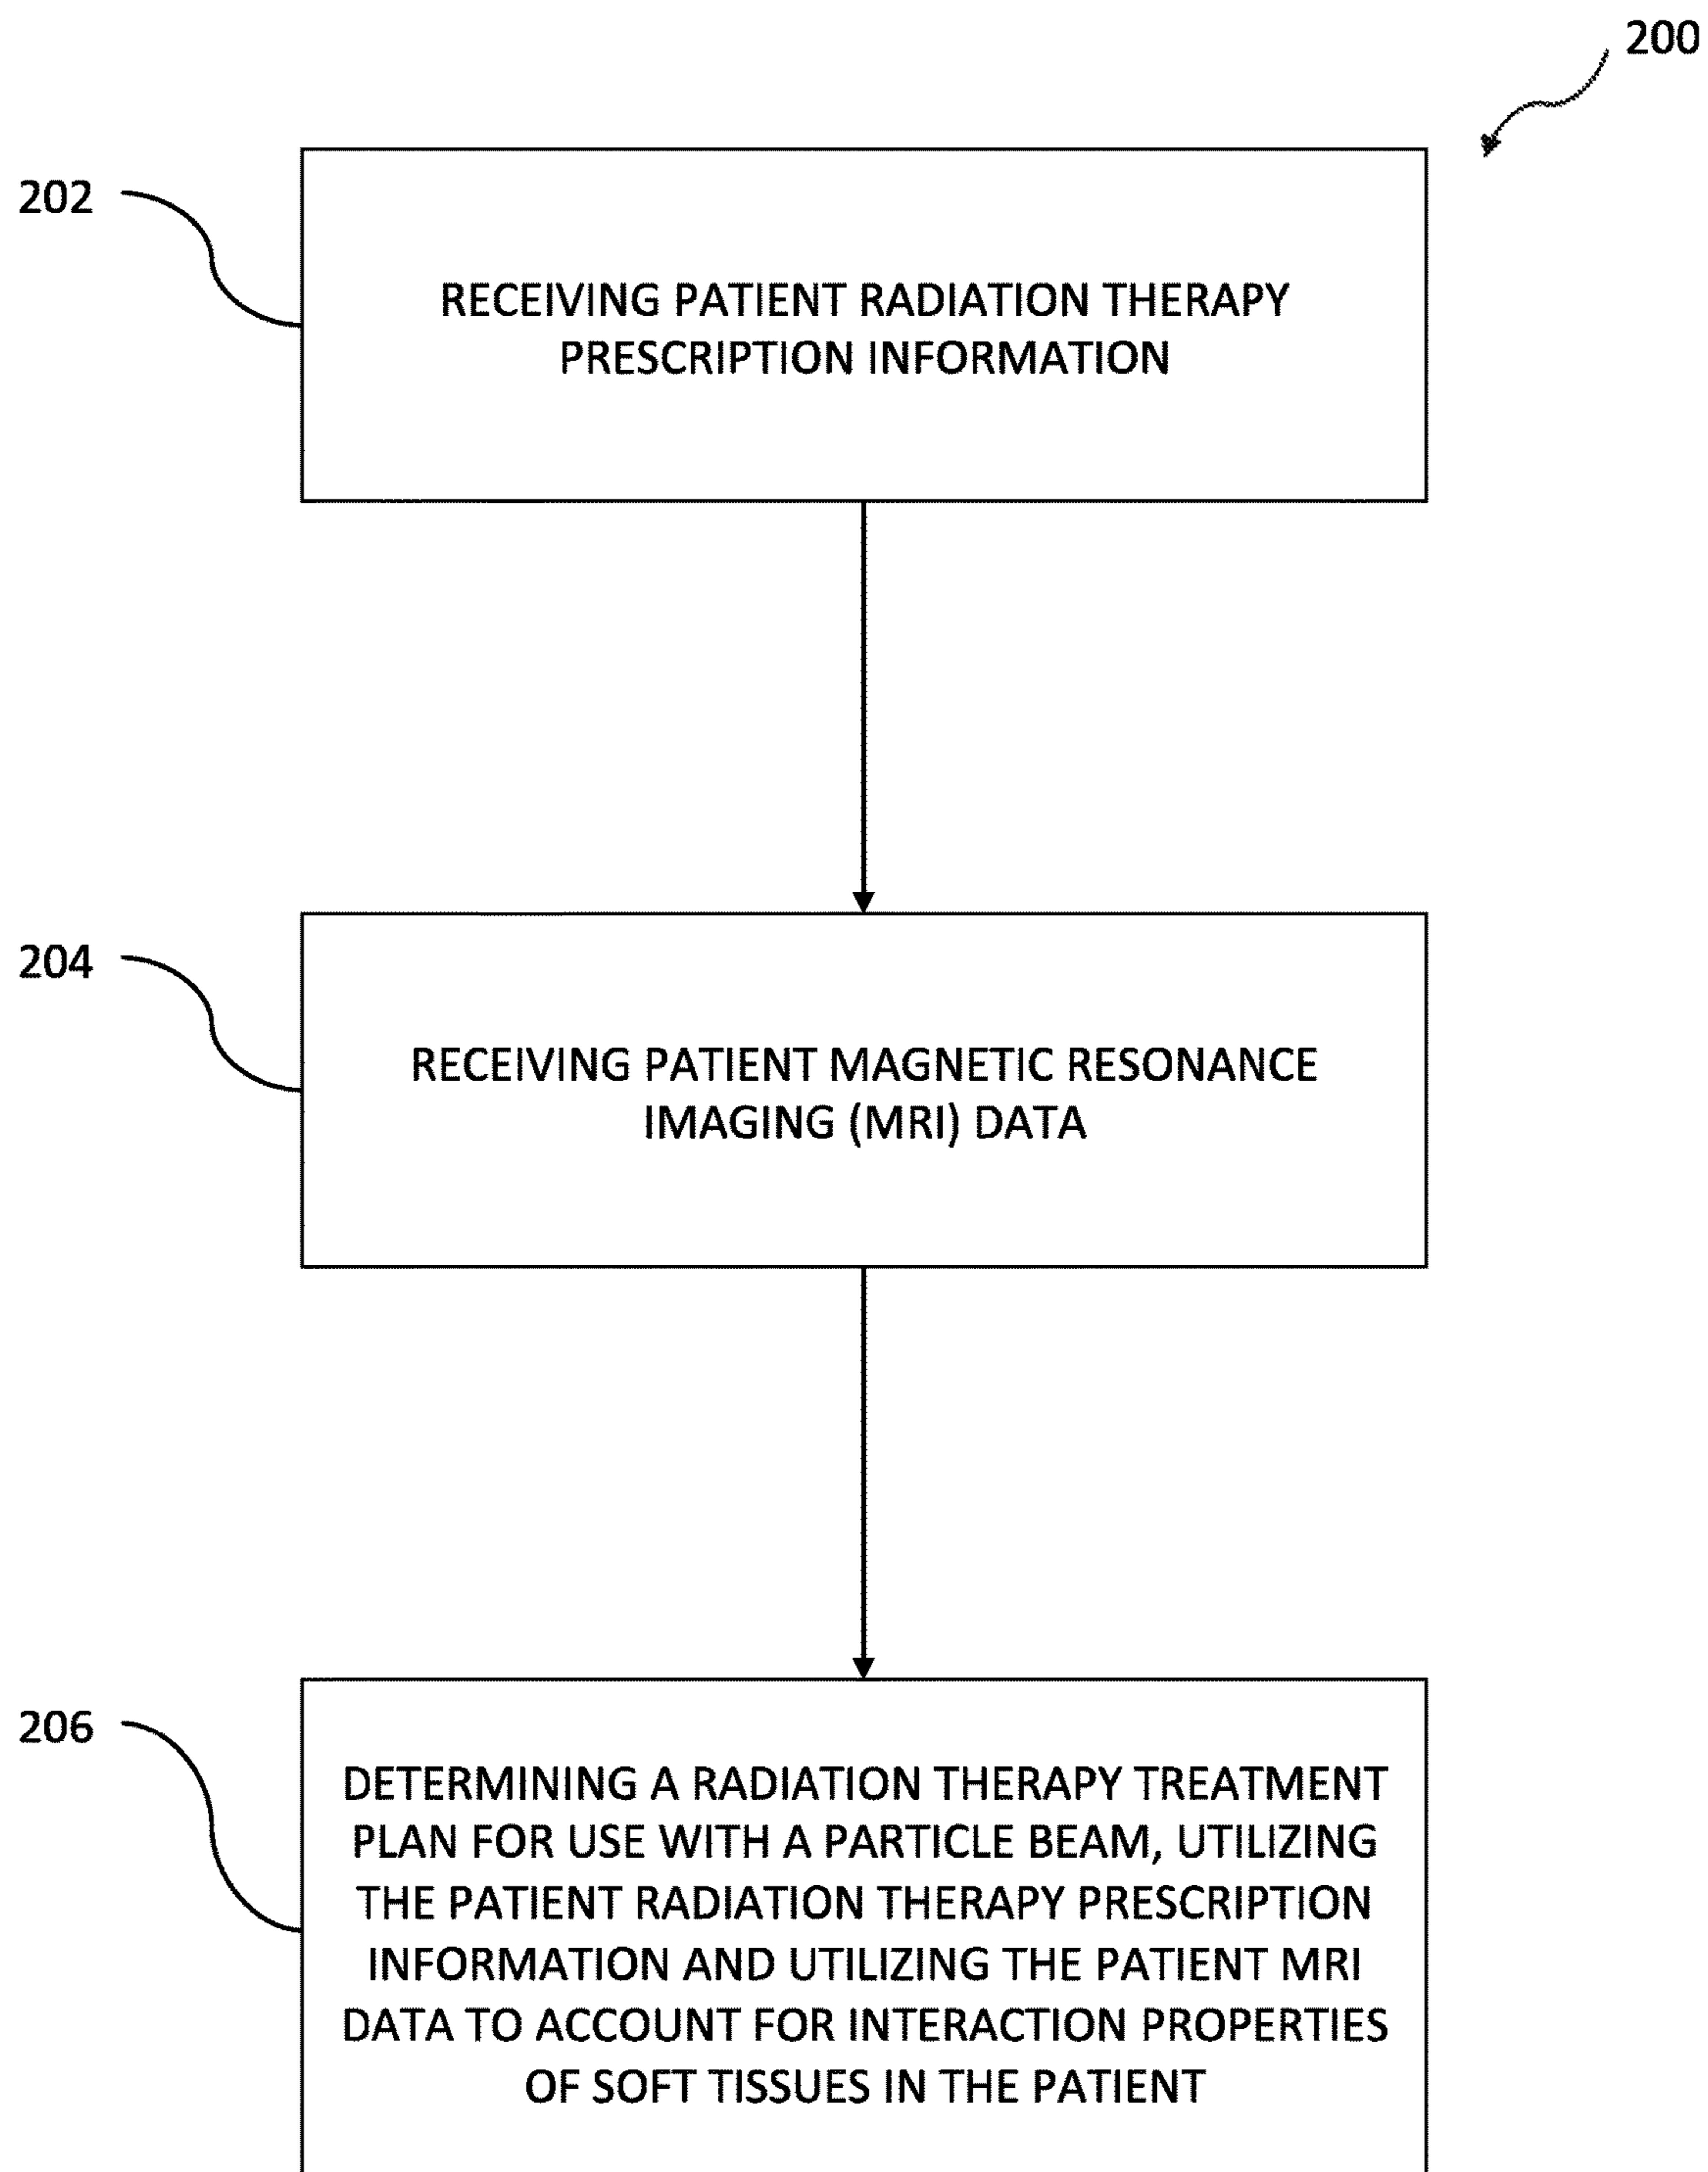 200
202
RECEIVING PATIENT RADIATION THERAPY
PRESCRIPTION INFORMATION
204
RECEIVING PATIENT MAGNETIC RESONANCE
IMAGING (MRI) DATA
206
DETERMINING A RADIATION THERAPY TREATMENT
PLAN FOR USE WITH A PARTICLE BEAM, UTILIZING
THE PATIENT RADIATION THERAPY PRESCRIPTION
INFORMATION AND UTILIZING THE PATIENT MRI
DATA TO ACCOUNT FOR INTERACTION PROPERTIES
OF SOFT TISSUES IN THE PATIENT